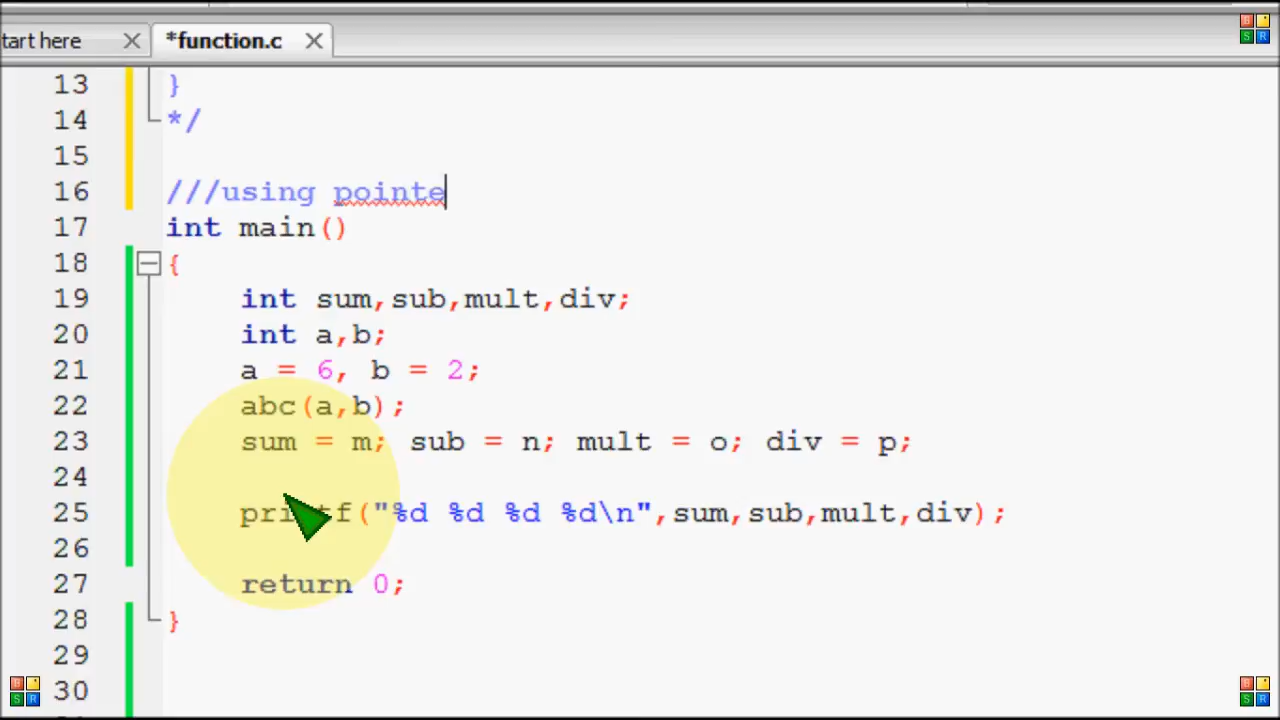 tart here
*function.c
13 }
14 */
15
16 ///using pointe
17 int main()
18 {
19 int sum,sub,mult,div;
20 int a,b;
21 a = 6, b = 2;
22 abc(a,b);
23 sum = m; sub = n; mult = o; div = p;
24
25 printf("%d %d %d %d\n",sum,sub,mult,div);
26
27 return 0;
28 }
29
30
B
S R
B
S R
B
S R